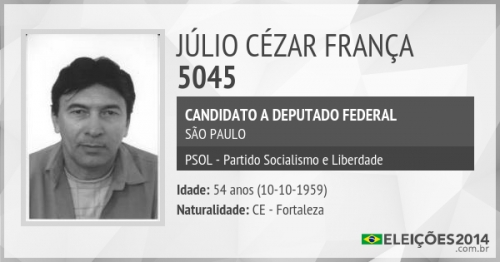 JÚLIO CÉZAR FRANÇA
5045
CANDIDATO A DEPUTADO FEDERAL
SÃO PAULO
PSOL - Partido Socialismo e Liberdade
Idade: 54 anos (10-10-1959)
Naturalidade: CE - Fortaleza
ELEIÇÕES2014
.com.br